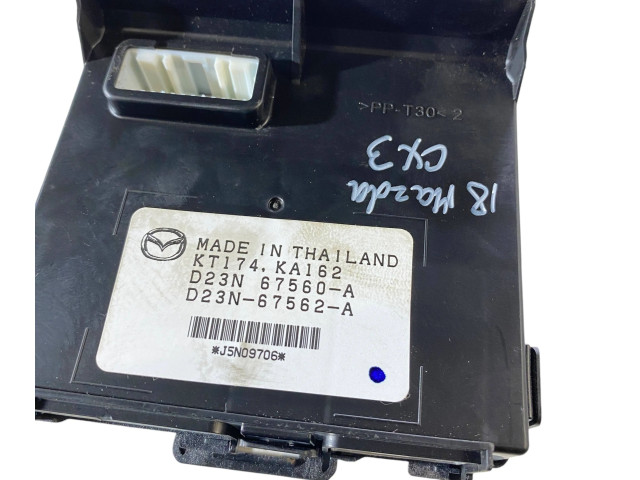 >PP-T30< 2
18 Mazda
CX3
MADE IN THAILAND
KT174, KA162
D23N 67560-A
D23N-67562-A
*J5N09706*